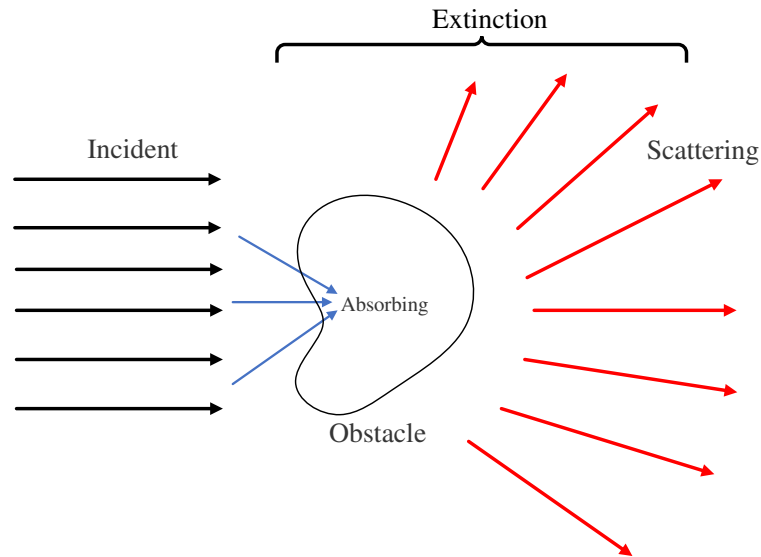 Extinction
Incident
Scattering
Absorbing
Obstacle